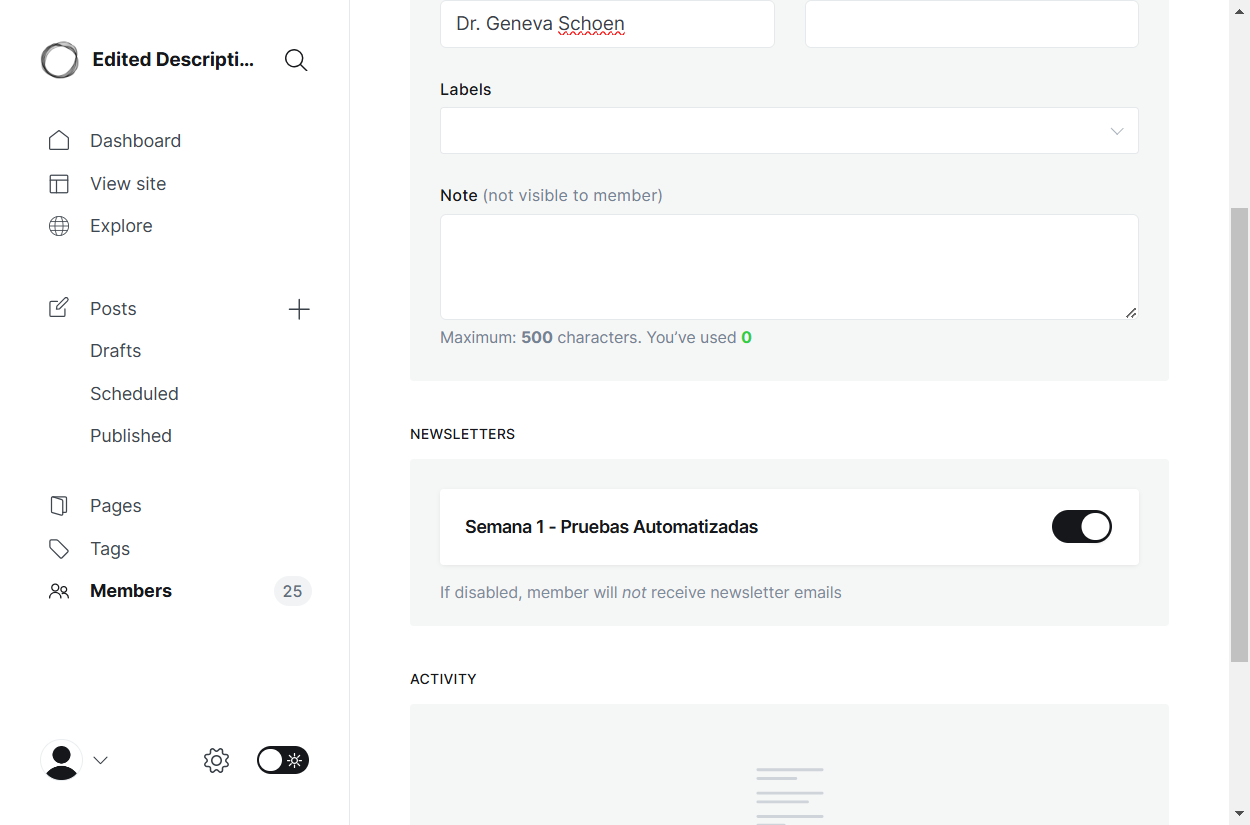 Edited Descripti...
Dashboard
View site
Explore
Posts
Drafts
Scheduled
Published
Pages
Tags
Members 25
Dr. Geneva Schoen
Labels
Note (not visible to member)
Maximum: 500 characters. You’ve used 0
NEWSLETTERS
Semana 1 - Pruebas Automatizadas
If disabled, member will not receive newsletter emails
ACTIVITY